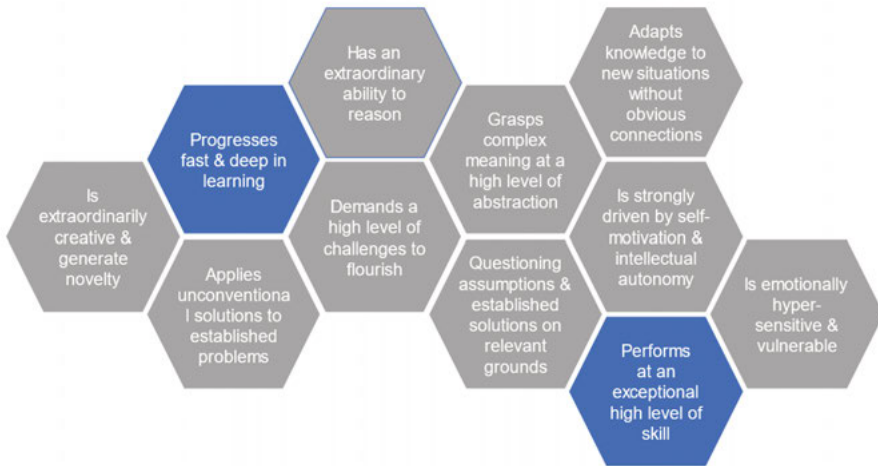 Has an
extraordinary
ability to
reason
Adapts
knowledge to
new situations
without
obvious
connections
Progresses
fast & deep in
learning
Grasps
complex
meaning at a
high level of
abstraction
Is
extraordinarily
creative &
generate
novelty
Demands a
high level of
challenges to
flourish
Is strongly
driven by self-
motivation &
intellectual
autonomy
Applies
unconventiona
l solutions to
established
problems
Questioning
assumptions &
established
solutions on
relevant
grounds
Is emotionally
hyper-
sensitive &
vulnerable
Performs
at an
exceptional
high level of
skill